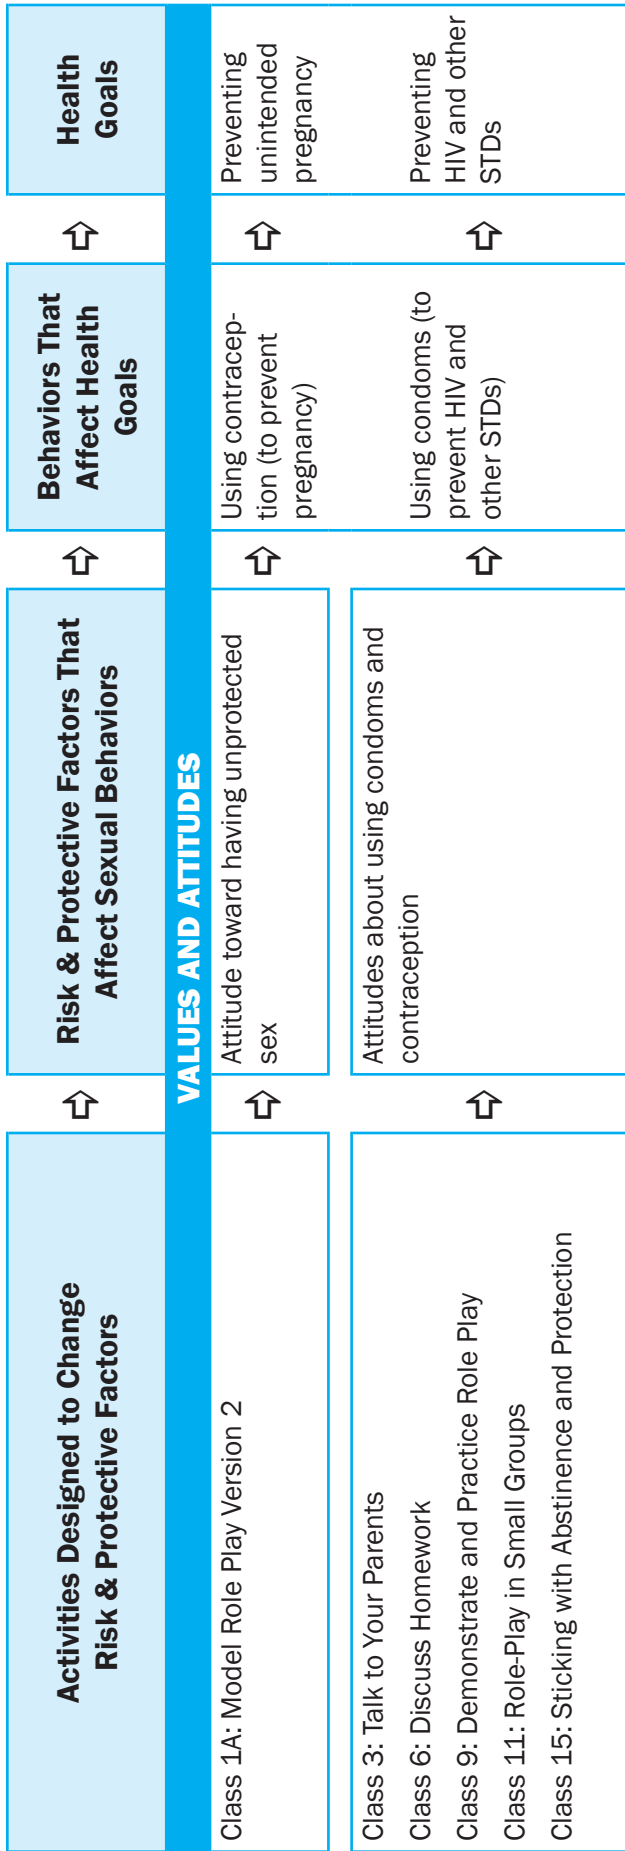 Activities Designed to Change
Risk & Protective Factors
Risk & Protective Factors That
Affect Sexual Behaviors
Behaviors That
Affect Health
Goals
Health
Goals
VALUES AND ATTITUDES
Class 1A: Model Role Play Version 2
Attitude toward having unprotected
sex
Using contracep-
tion (to prevent
pregnancy)
Preventing
unintended
pregnancy
Class 3: Talk to Your Parents
Class 6: Discuss Homework
Class 9: Demonstrate and Practice Role Play
Class 11: Role-Play in Small Groups
Class 15: Sticking with Abstinence and Protection
Attitudes about using condoms and
contraception
Using condoms (to
prevent HIV and
other STDs)
Preventing
HIV and other
STDs